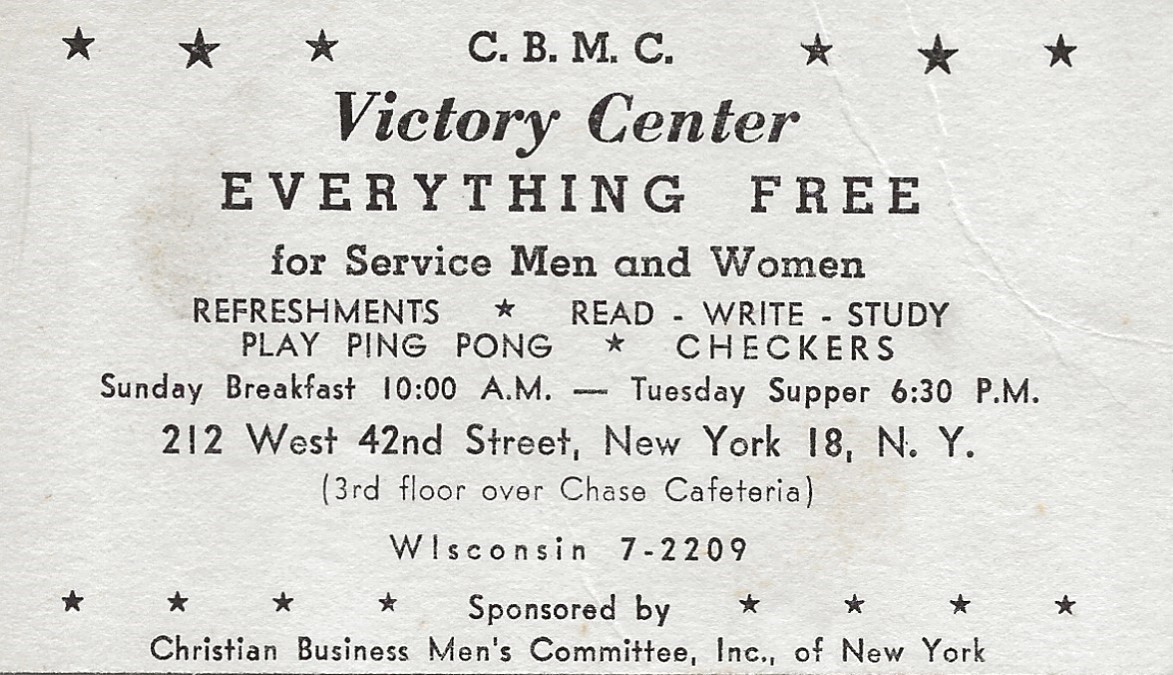 ★ ★ ★ C. B. M. C. ★ ★ ★
Victory Center
EVERYTHING FREE
for Service Men and Women
REFRESHMENTS ★ READ - WRITE - STUDY
PLAY PING PONG ★ CHECKERS
Sunday Breakfast 10:00 A.M. — Tuesday Supper 6:30 P.M.
212 West 42nd Street, New York 18, N. Y.
(3rd floor over Chase Cafeteria)
WIsconsin 7-2209
★ ★ ★ ★ Sponsored by ★ ★ ★ ★
Christian Business Men's Committee, Inc., of New York